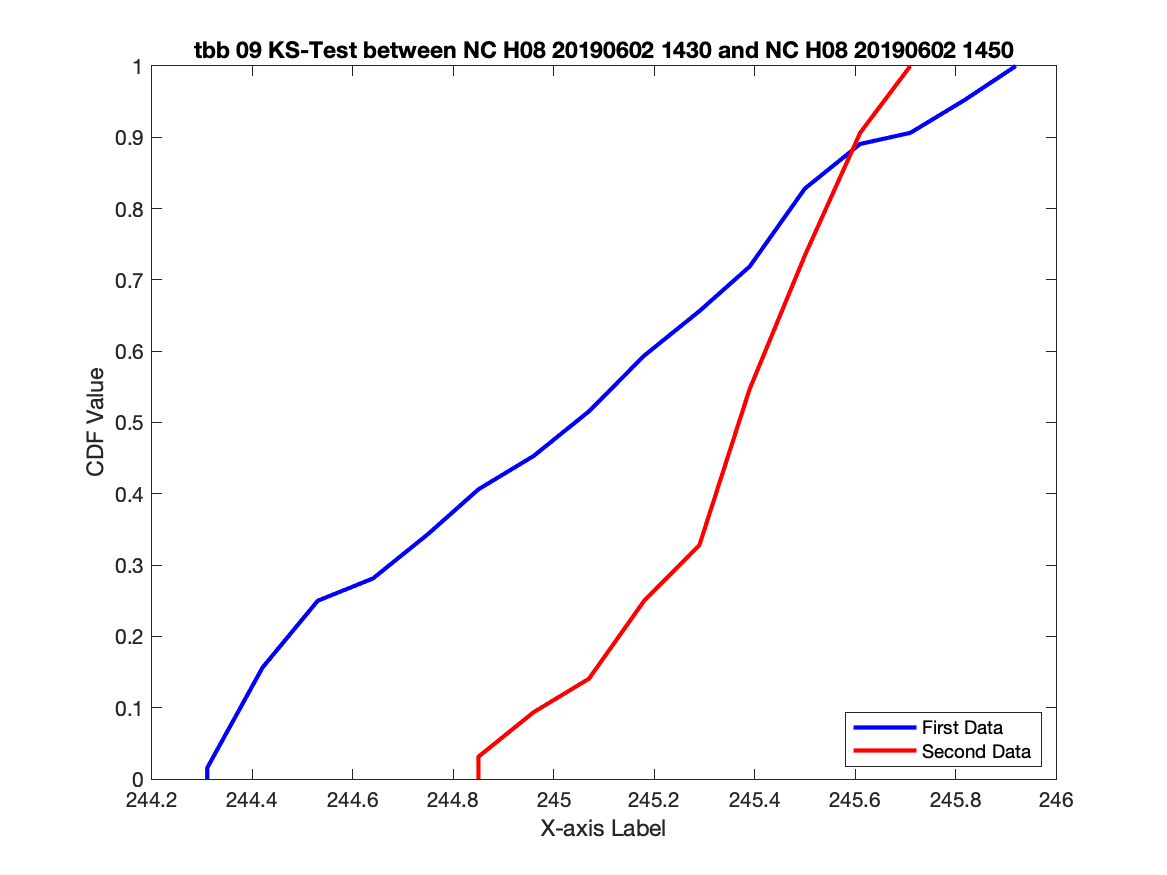 tbb 09 KS-Test between NC H08 20190602 1430 and NC H08 20190602 1450
1
0.9
0.8
0.7
0.6
0.5
0.4
0.3
0.2
0.1
0
CDF Value
First Data
Second Data
244.2 244.4 244.6 244.8 245 245.2 245.4 245.6 245.8 246
X-axis Label